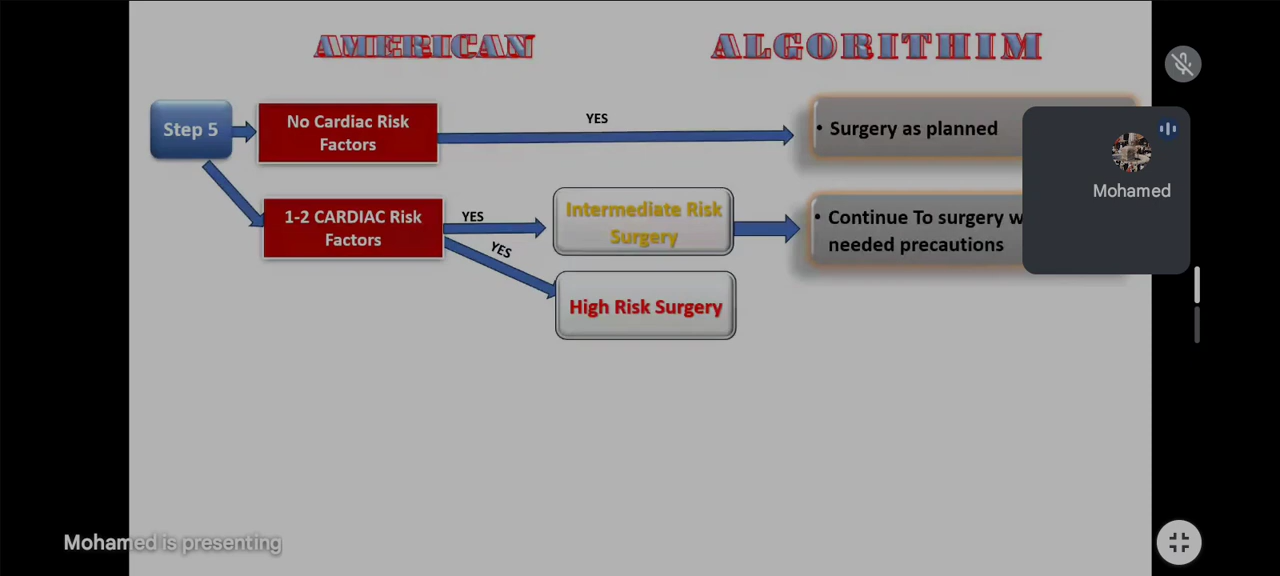 AMERICAN ALGORITHIM
Step 5
No Cardiac Risk
Factors
YES
• Surgery as planned
Mohamed
1-2 CARDIAC Risk
Factors
YES
YES
Intermediate Risk
Surgery
• Continue To surgery
needed precautions
High Risk Surgery
Mohamed is presenting